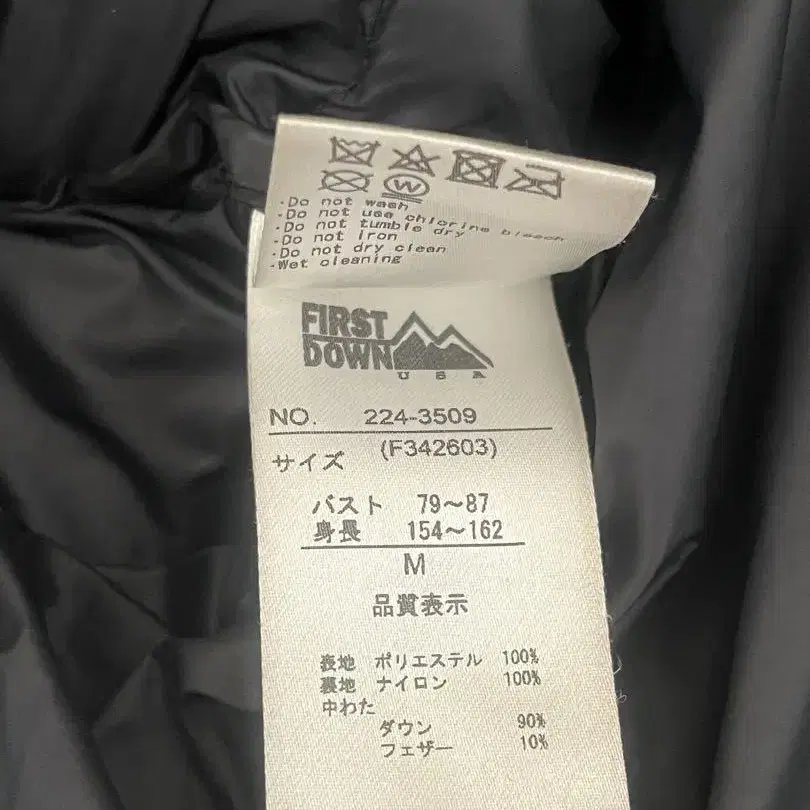 W
·Do not wash
·Do not use chlorine bleach
·Do not tumble dry
·Do not iron
·Do not dry clean
·Wet cleaning
FIRST
DOWN
USA
NO. 224-3509
サイズ (F342603)
バスト 79～87
身長 154～162
M
品質表示
表地 ポリエステル 100%
裏地 ナイロン 100%
中わた
ダウン 90%
フェザー 10%